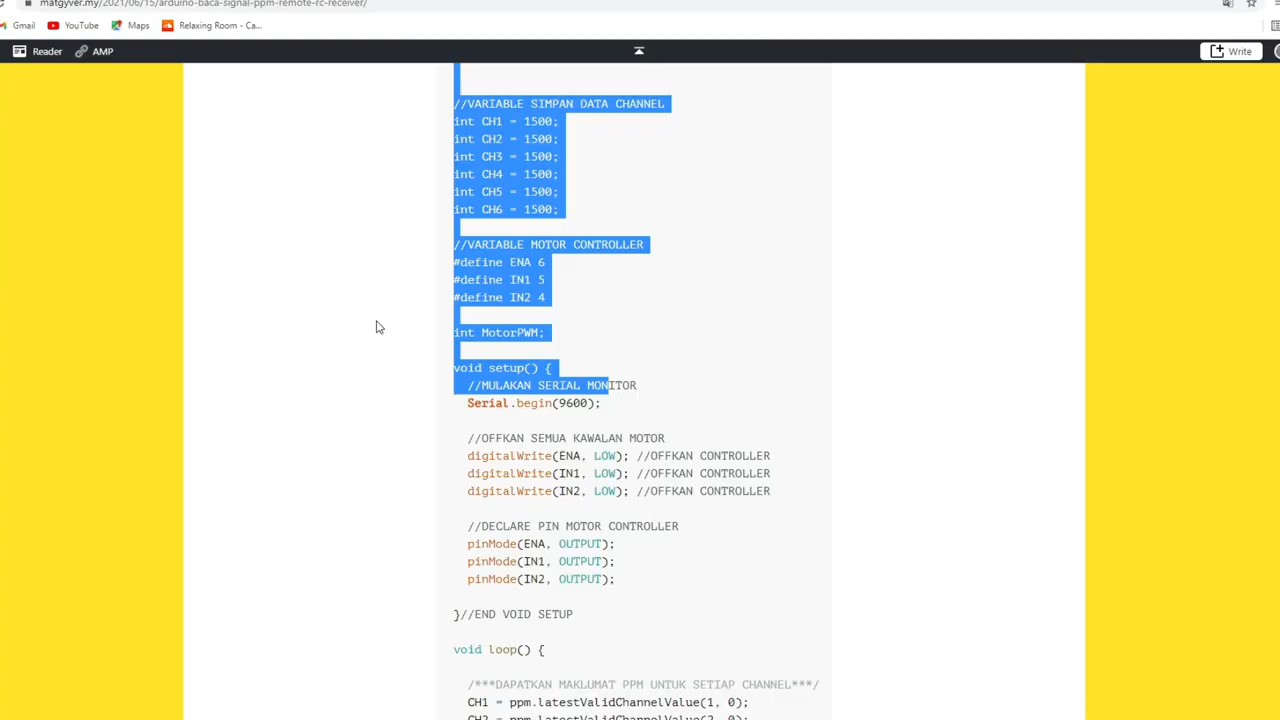 matgyver.my/2021/06/15/arduino-baca-signal-ppm-remote-rc-receiver/
Gmail YouTube Maps Relaxing Room - Ca...
Reader AMP Write
//VARIABLE SIMPAN DATA CHANNEL
int CH1 = 1500;
int CH2 = 1500;
int CH3 = 1500;
int CH4 = 1500;
int CH5 = 1500;
int CH6 = 1500;
//VARIABLE MOTOR CONTROLLER
#define ENA 6
#define IN1 5
#define IN2 4
int MotorPWM;
void setup() {
//MULAKAN SERIAL MONITOR
Serial.begin(9600);
//OFFKAN SEMUA KAWALAN MOTOR
digitalWrite(ENA, LOW); //OFFKAN CONTROLLER
digitalWrite(IN1, LOW); //OFFKAN CONTROLLER
digitalWrite(IN2, LOW); //OFFKAN CONTROLLER
//DECLARE PIN MOTOR CONTROLLER
pinMode(ENA, OUTPUT);
pinMode(IN1, OUTPUT);
pinMode(IN2, OUTPUT);
}//END VOID SETUP
void loop() {
/***DAPATKAN MAKLUMAT PPM UNTUK SETIAP CHANNEL***/
CH1 = ppm.latestValidChannelValue(1, 0);
CH2 = ppm.latestValidChannelValue(2, 0);